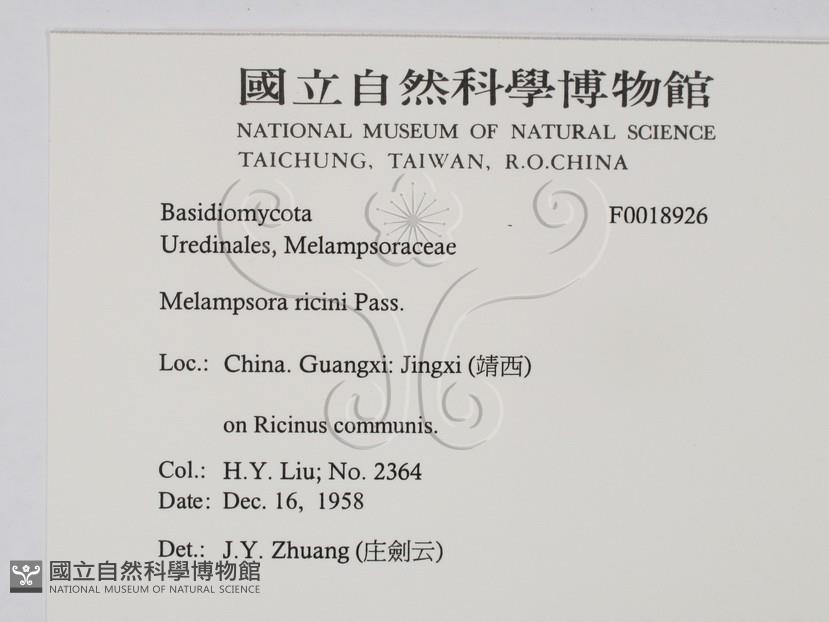 國立自然科學博物館
NATIONAL MUSEUM OF NATURAL SCIENCE
TAICHUNG, TAIWAN, R.O.CHINA
Basidiomycota F0018926
Uredinales, Melampsoraceae
Melampsora ricini Pass.
Loc.: China. Guangxi: Jingxi (靖西)
on Ricinus communis.
Col.: H.Y. Liu; No. 2364
Date: Dec. 16, 1958
Det.: J.Y. Zhuang (庄劍云)
國立自然科學博物館
NATIONAL MUSEUM OF NATURAL SCIENCE